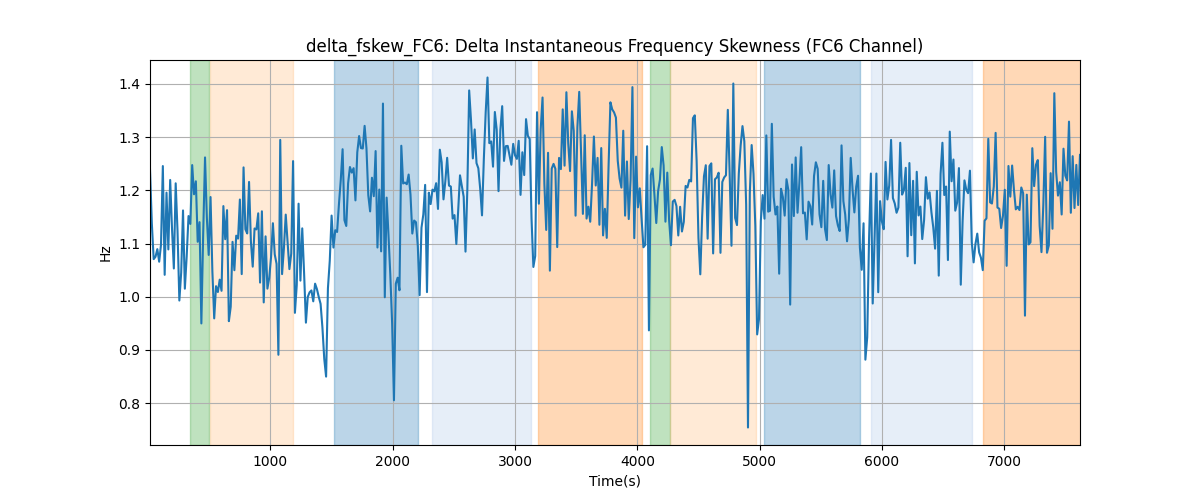 delta_fskew_FC6: Delta Instantaneous Frequency Skewness (FC6 Channel)
1.4
1.3
1.2
1.1
1.0
0.9
0.8
Hz
1000 2000 3000 4000 5000 6000 7000
Time(s)